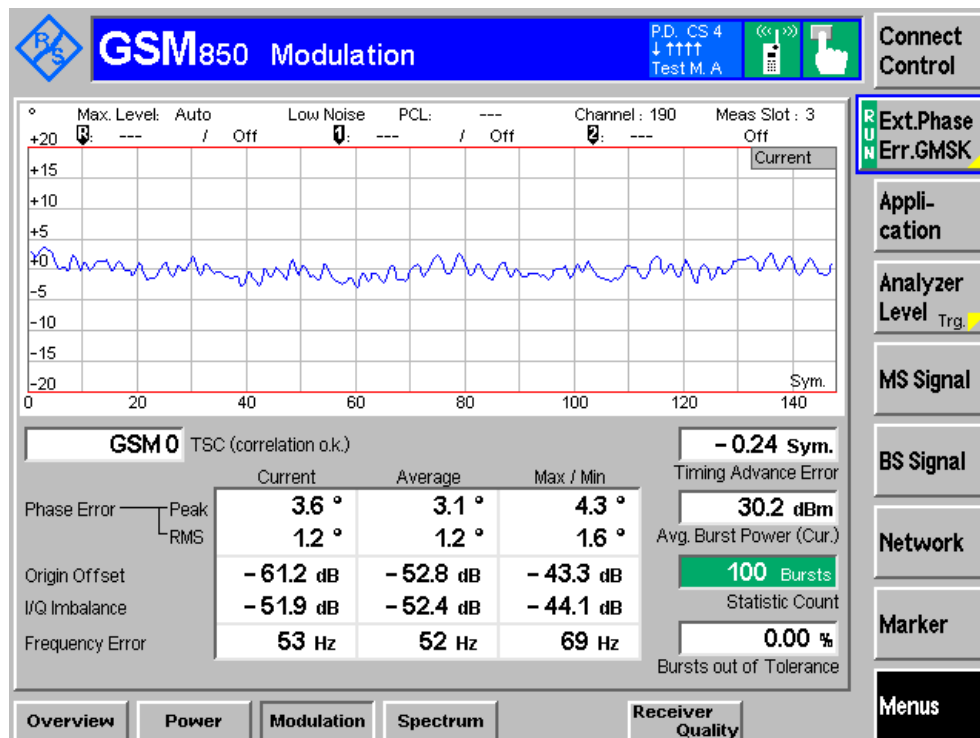 R/S
GSM850 Modulation
P.D. CS 4
↓ ↑↑↑↑
Test M. A
Connect Control
° Max. Level: Auto Low Noise PCL: --- Channel : 190 Meas Slot : 3
R: --- / Off 1: --- / Off 2: --- Off
Current
+20
+15
+10
+5
+0
-5
-10
-15
-20
Sym.
0 20 40 60 80 100 120 140
GSM 0 TSC (correlation o.k.)
Current Average Max / Min
Phase Error Peak 3.6 ° 3.1 ° 4.3 °
RMS 1.2 ° 1.2 ° 1.6 °
Origin Offset - 61.2 dB - 52.8 dB - 43.3 dB
I/Q Imbalance - 51.9 dB - 52.4 dB - 44.1 dB
Frequency Error 53 Hz 52 Hz 69 Hz
- 0.24 Sym.
Timing Advance Error
30.2 dBm
Avg. Burst Power (Cur.)
100 Bursts
Statistic Count
0.00 %
Bursts out of Tolerance
RUN
Ext.Phase
Err.GMSK
Appli-
cation
Analyzer
Level Trg.
MS Signal
BS Signal
Network
Marker
Menus
Overview Power Modulation Spectrum Receiver
Quality